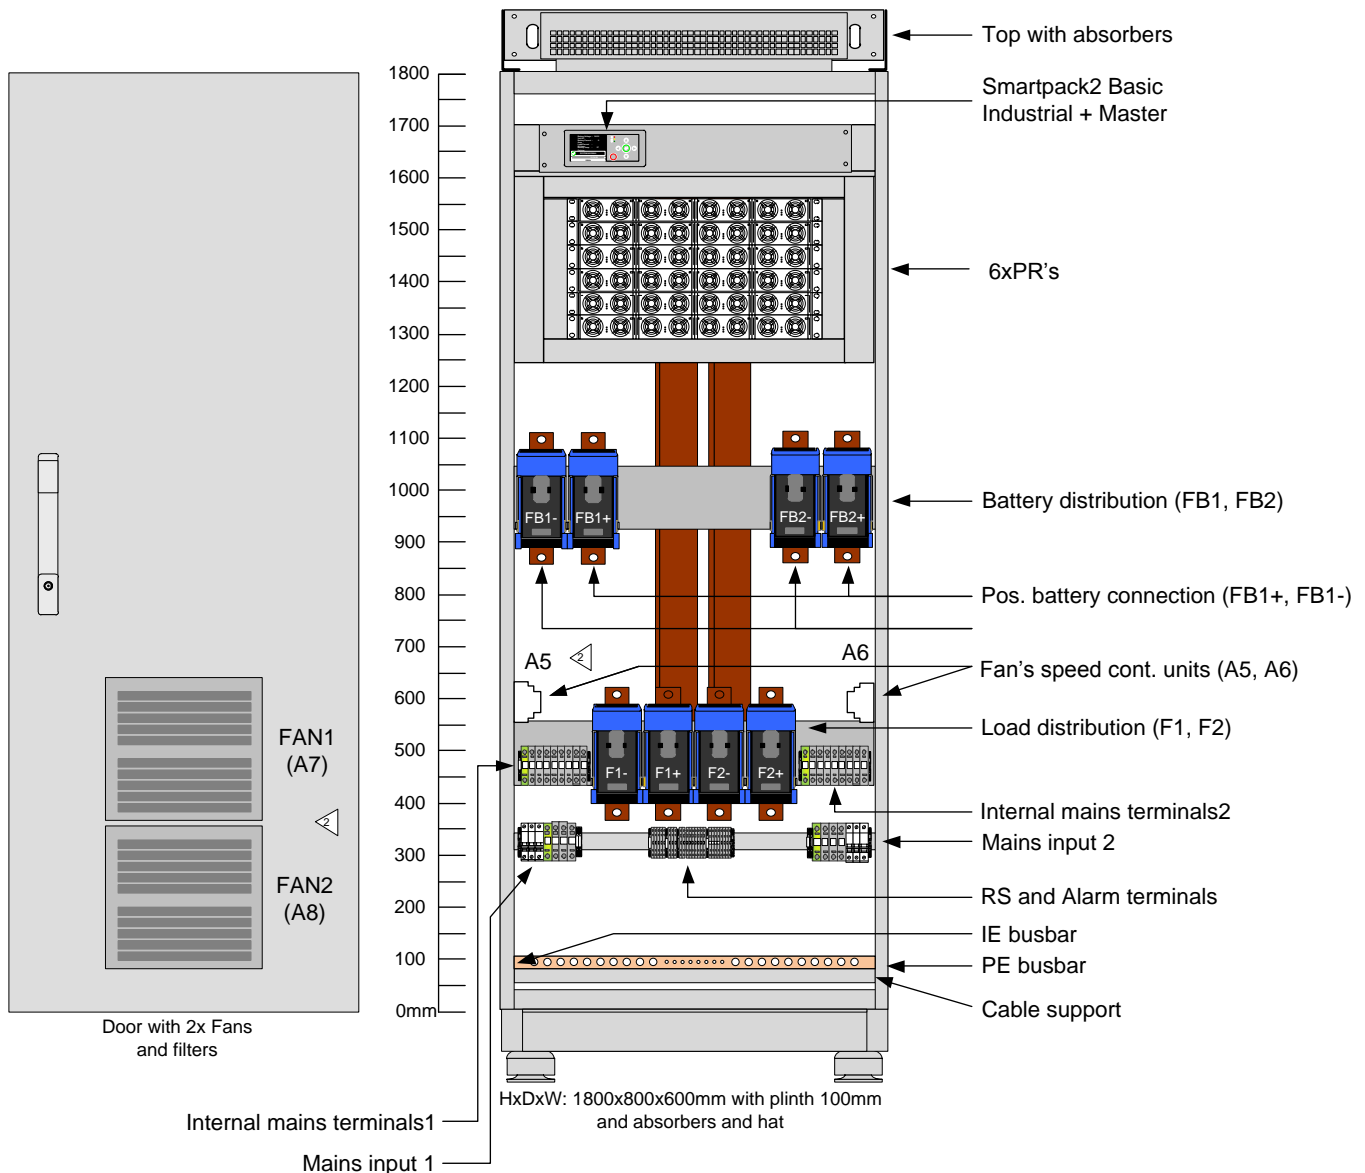 Top with absorbers
Smartpack2 Basic
Industrial + Master
1800
1700
1600
1500
1400
1300
1200
1100
1000
900
800
700
600
500
400
300
200
100
0mm
6xPR's
FB1-
FB1+
FB2-
FB2+
Battery distribution (FB1, FB2)
Pos. battery connection (FB1+, FB1-)
A5
2
A6
Fan's speed cont. units (A5, A6)
Load distribution (F1, F2)
FAN1
(A7)
F1-
F1+
F2-
F2+
Internal mains terminals2
2
Mains input 2
FAN2
(A8)
RS and Alarm terminals
IE busbar
PE busbar
Cable support
Door with 2x Fans
and filters
HxDxW: 1800x800x600mm with plinth 100mm
and absorbers and hat
Internal mains terminals1
Mains input 1